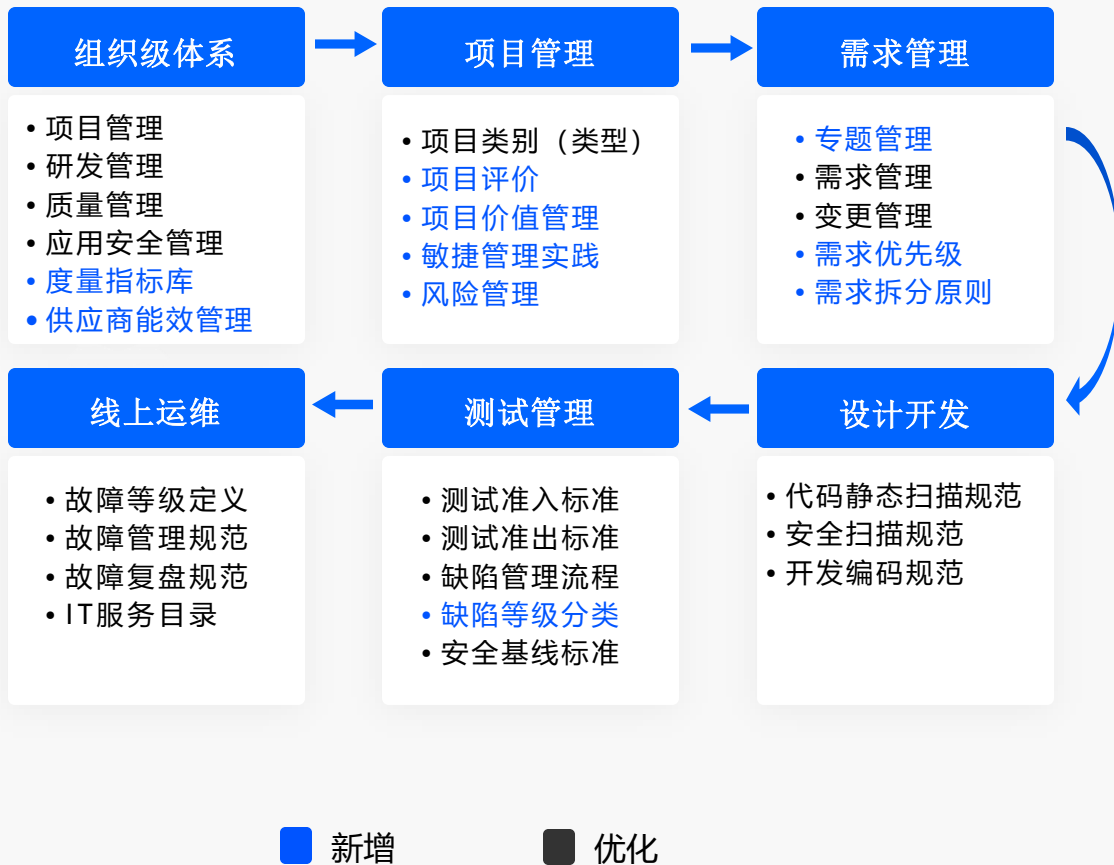 组织级体系
• 项目管理
• 研发管理
• 质量管理
• 应用安全管理
• 度量指标库
• 供应商能效管理
项目管理
• 项目类别（类型）
• 项目评价
• 项目价值管理
• 敏捷管理实践
• 风险管理
需求管理
• 专题管理
• 需求管理
• 变更管理
• 需求优先级
• 需求拆分原则
设计开发
• 代码静态扫描规范
• 安全扫描规范
• 开发编码规范
测试管理
• 测试准入标准
• 测试准出标准
• 缺陷管理流程
• 缺陷等级分类
• 安全基线标准
线上运维
• 故障等级定义
• 故障管理规范
• 故障复盘规范
• IT服务目录
新增
优化